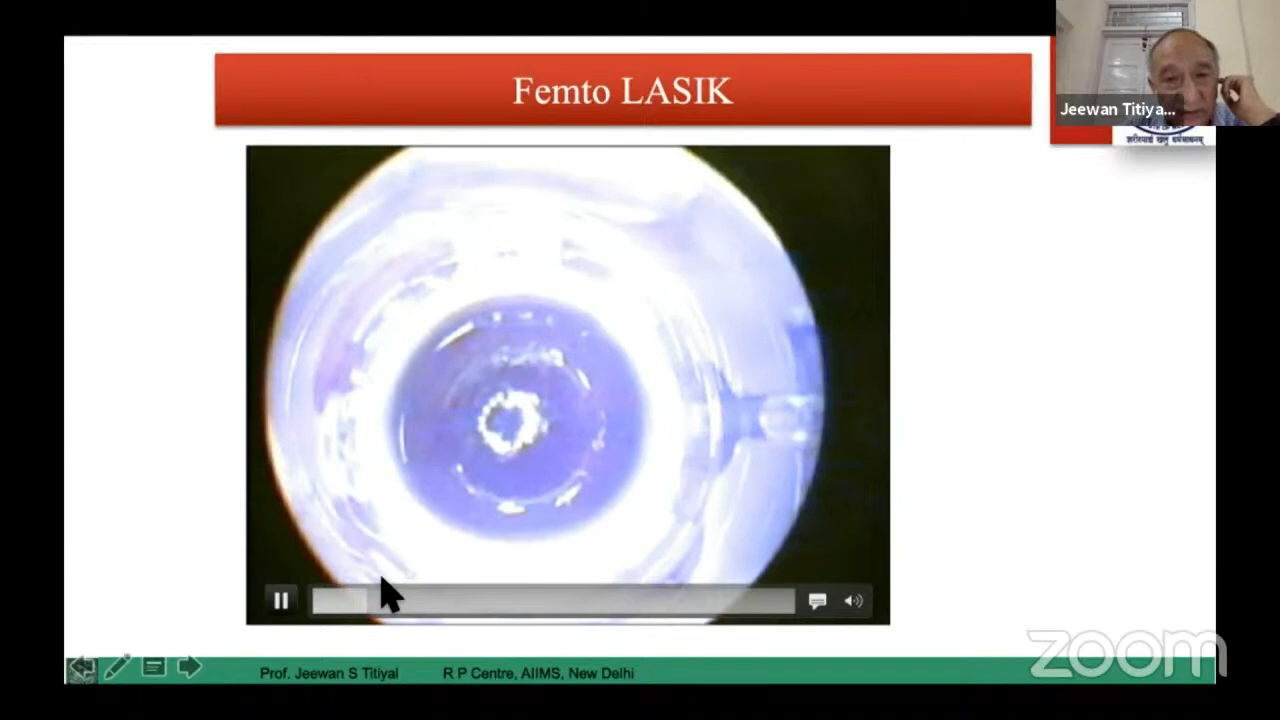 Femto LASIK
Jeewan Titiya...
Prof. Jeewan S Titiyal R P Centre, AIIMS, New Delhi
zoom